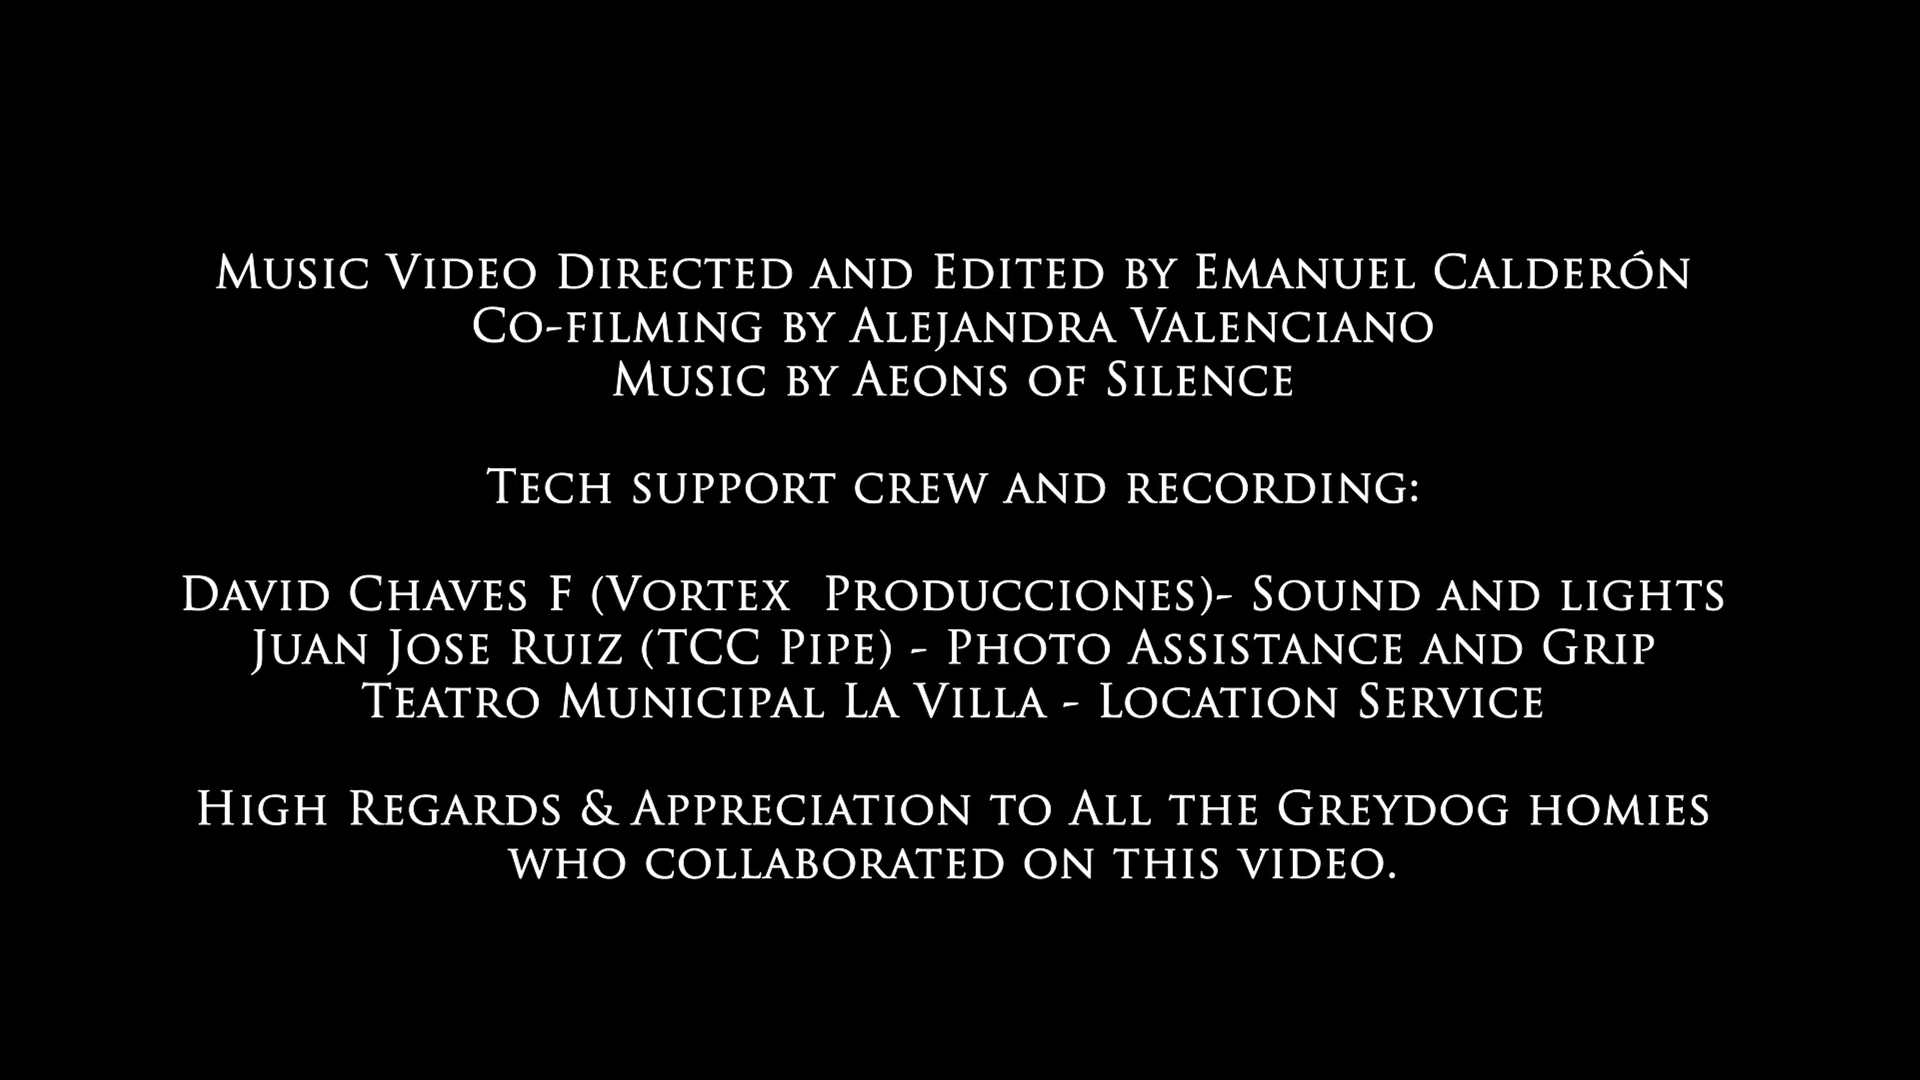 Music Video Directed and Edited by Emanuel Calderón
Co-filming by Alejandra Valenciano
Music by Aeons of Silence
Tech support crew and recording:
David Chaves F (Vortex  Producciones)- Sound and lights
Juan Jose Ruiz (TCC Pipe) - Photo Assistance and Grip
Teatro Municipal La Villa - Location Service
High Regards & Appreciation to All the Greydog homies
who collaborated on this video.